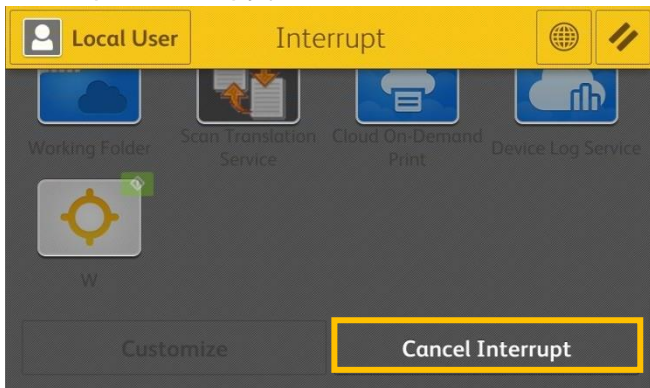 Local User
Interrupt
Working Folder
Scan Translation
Service
Cloud On-Demand
Print
Device Log Service
W
Customize
Cancel Interrupt